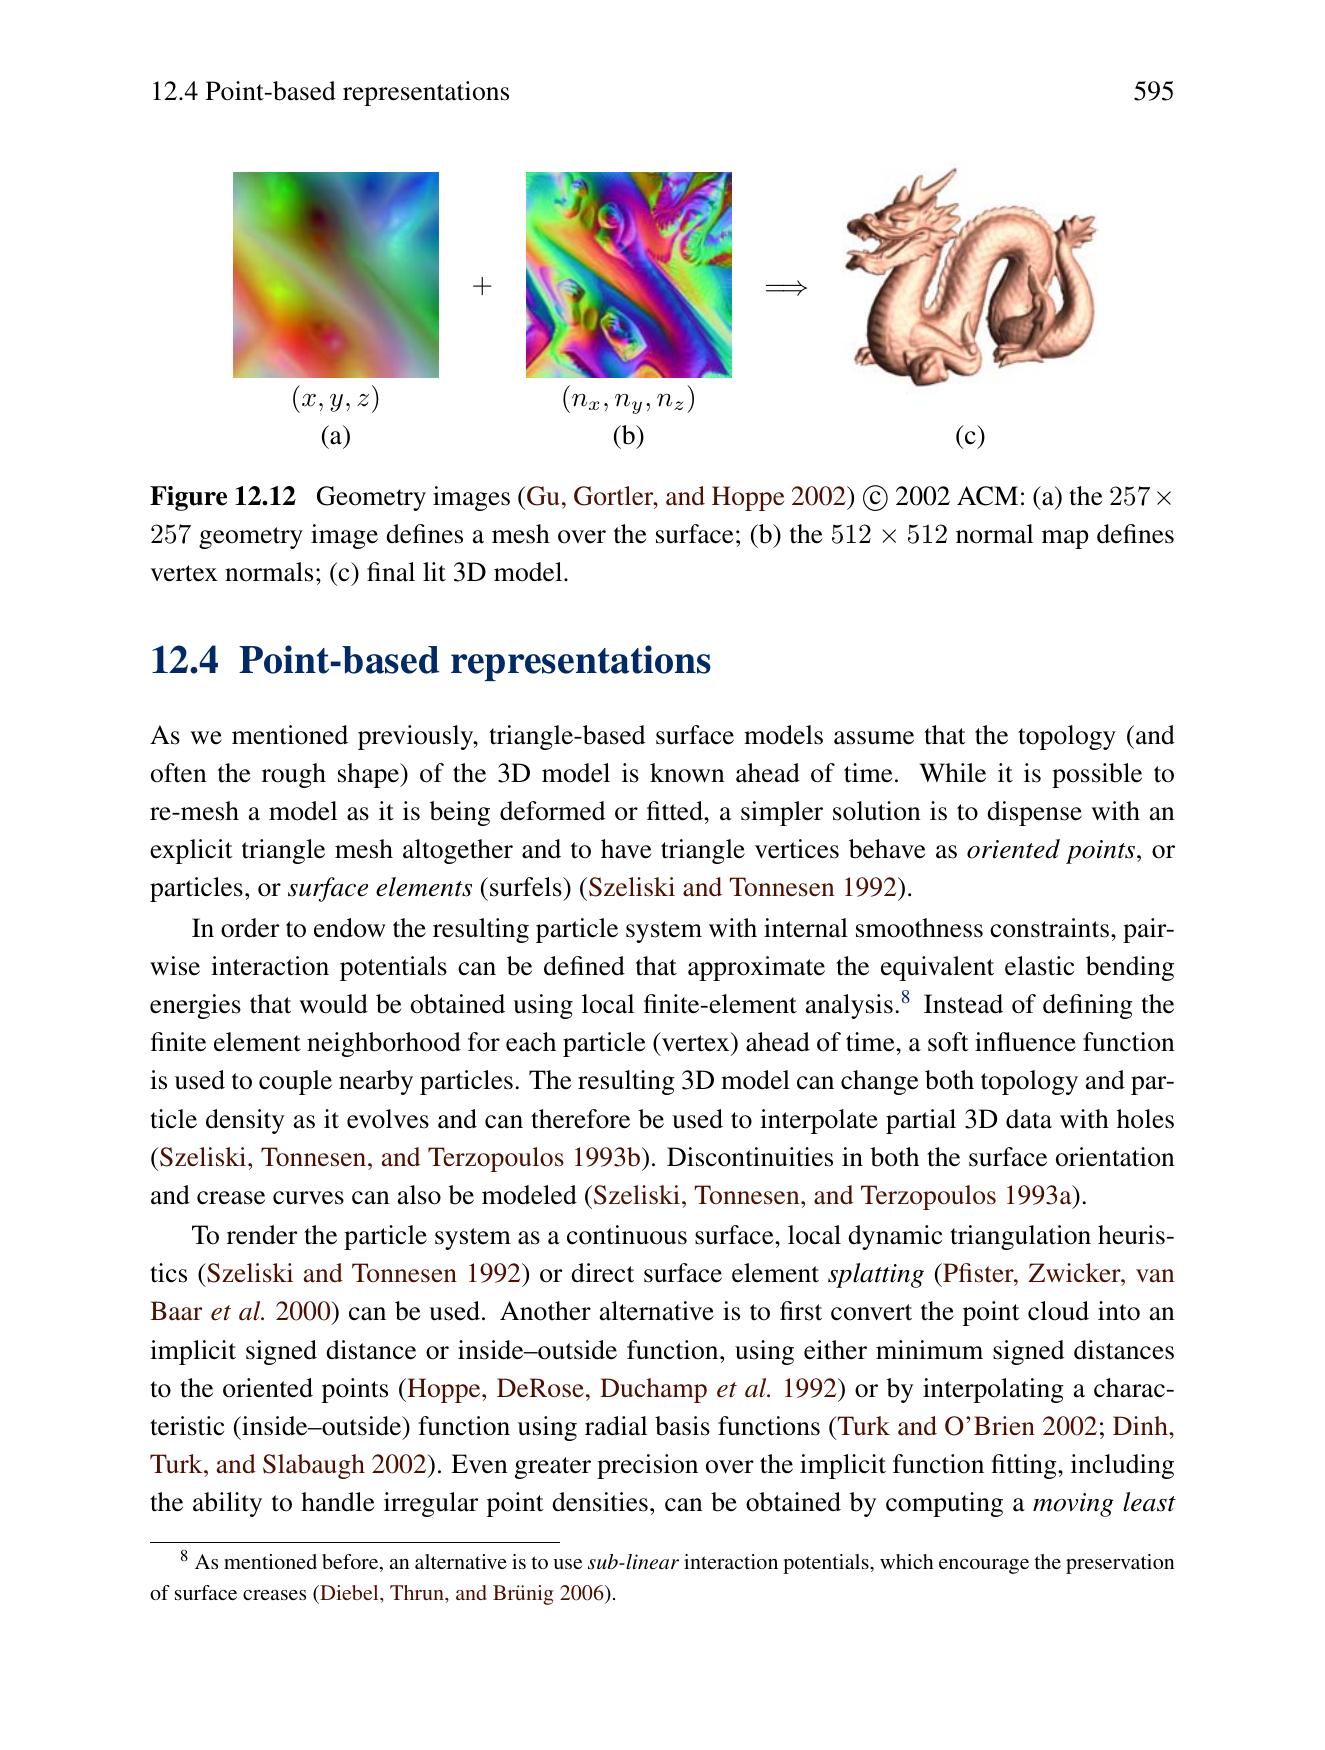 12.4 Point-based representations 595
+ ⟹
(x, y, z) (nx, ny, nz)
(a) (b) (c)
Figure 12.12 Geometry images (Gu, Gortler, and Hoppe 2002) © 2002 ACM: (a) the 257 ×
257 geometry image defines a mesh over the surface; (b) the 512 × 512 normal map defines
vertex normals; (c) final lit 3D model.
12.4 Point-based representations
As we mentioned previously, triangle-based surface models assume that the topology (and
often the rough shape) of the 3D model is known ahead of time. While it is possible to
re-mesh a model as it is being deformed or fitted, a simpler solution is to dispense with an
explicit triangle mesh altogether and to have triangle vertices behave as oriented points, or
particles, or surface elements (surfels) (Szeliski and Tonnesen 1992).
In order to endow the resulting particle system with internal smoothness constraints, pair-
wise interaction potentials can be defined that approximate the equivalent elastic bending
energies that would be obtained using local finite-element analysis.8 Instead of defining the
finite element neighborhood for each particle (vertex) ahead of time, a soft influence function
is used to couple nearby particles. The resulting 3D model can change both topology and par-
ticle density as it evolves and can therefore be used to interpolate partial 3D data with holes
(Szeliski, Tonnesen, and Terzopoulos 1993b). Discontinuities in both the surface orientation
and crease curves can also be modeled (Szeliski, Tonnesen, and Terzopoulos 1993a).
To render the particle system as a continuous surface, local dynamic triangulation heuris-
tics (Szeliski and Tonnesen 1992) or direct surface element splatting (Pfister, Zwicker, van
Baar et al. 2000) can be used. Another alternative is to first convert the point cloud into an
implicit signed distance or inside–outside function, using either minimum signed distances
to the oriented points (Hoppe, DeRose, Duchamp et al. 1992) or by interpolating a charac-
teristic (inside–outside) function using radial basis functions (Turk and O’Brien 2002; Dinh,
Turk, and Slabaugh 2002). Even greater precision over the implicit function fitting, including
the ability to handle irregular point densities, can be obtained by computing a moving least
8 As mentioned before, an alternative is to use sub-linear interaction potentials, which encourage the preservation
of surface creases (Diebel, Thrun, and Brünig 2006).